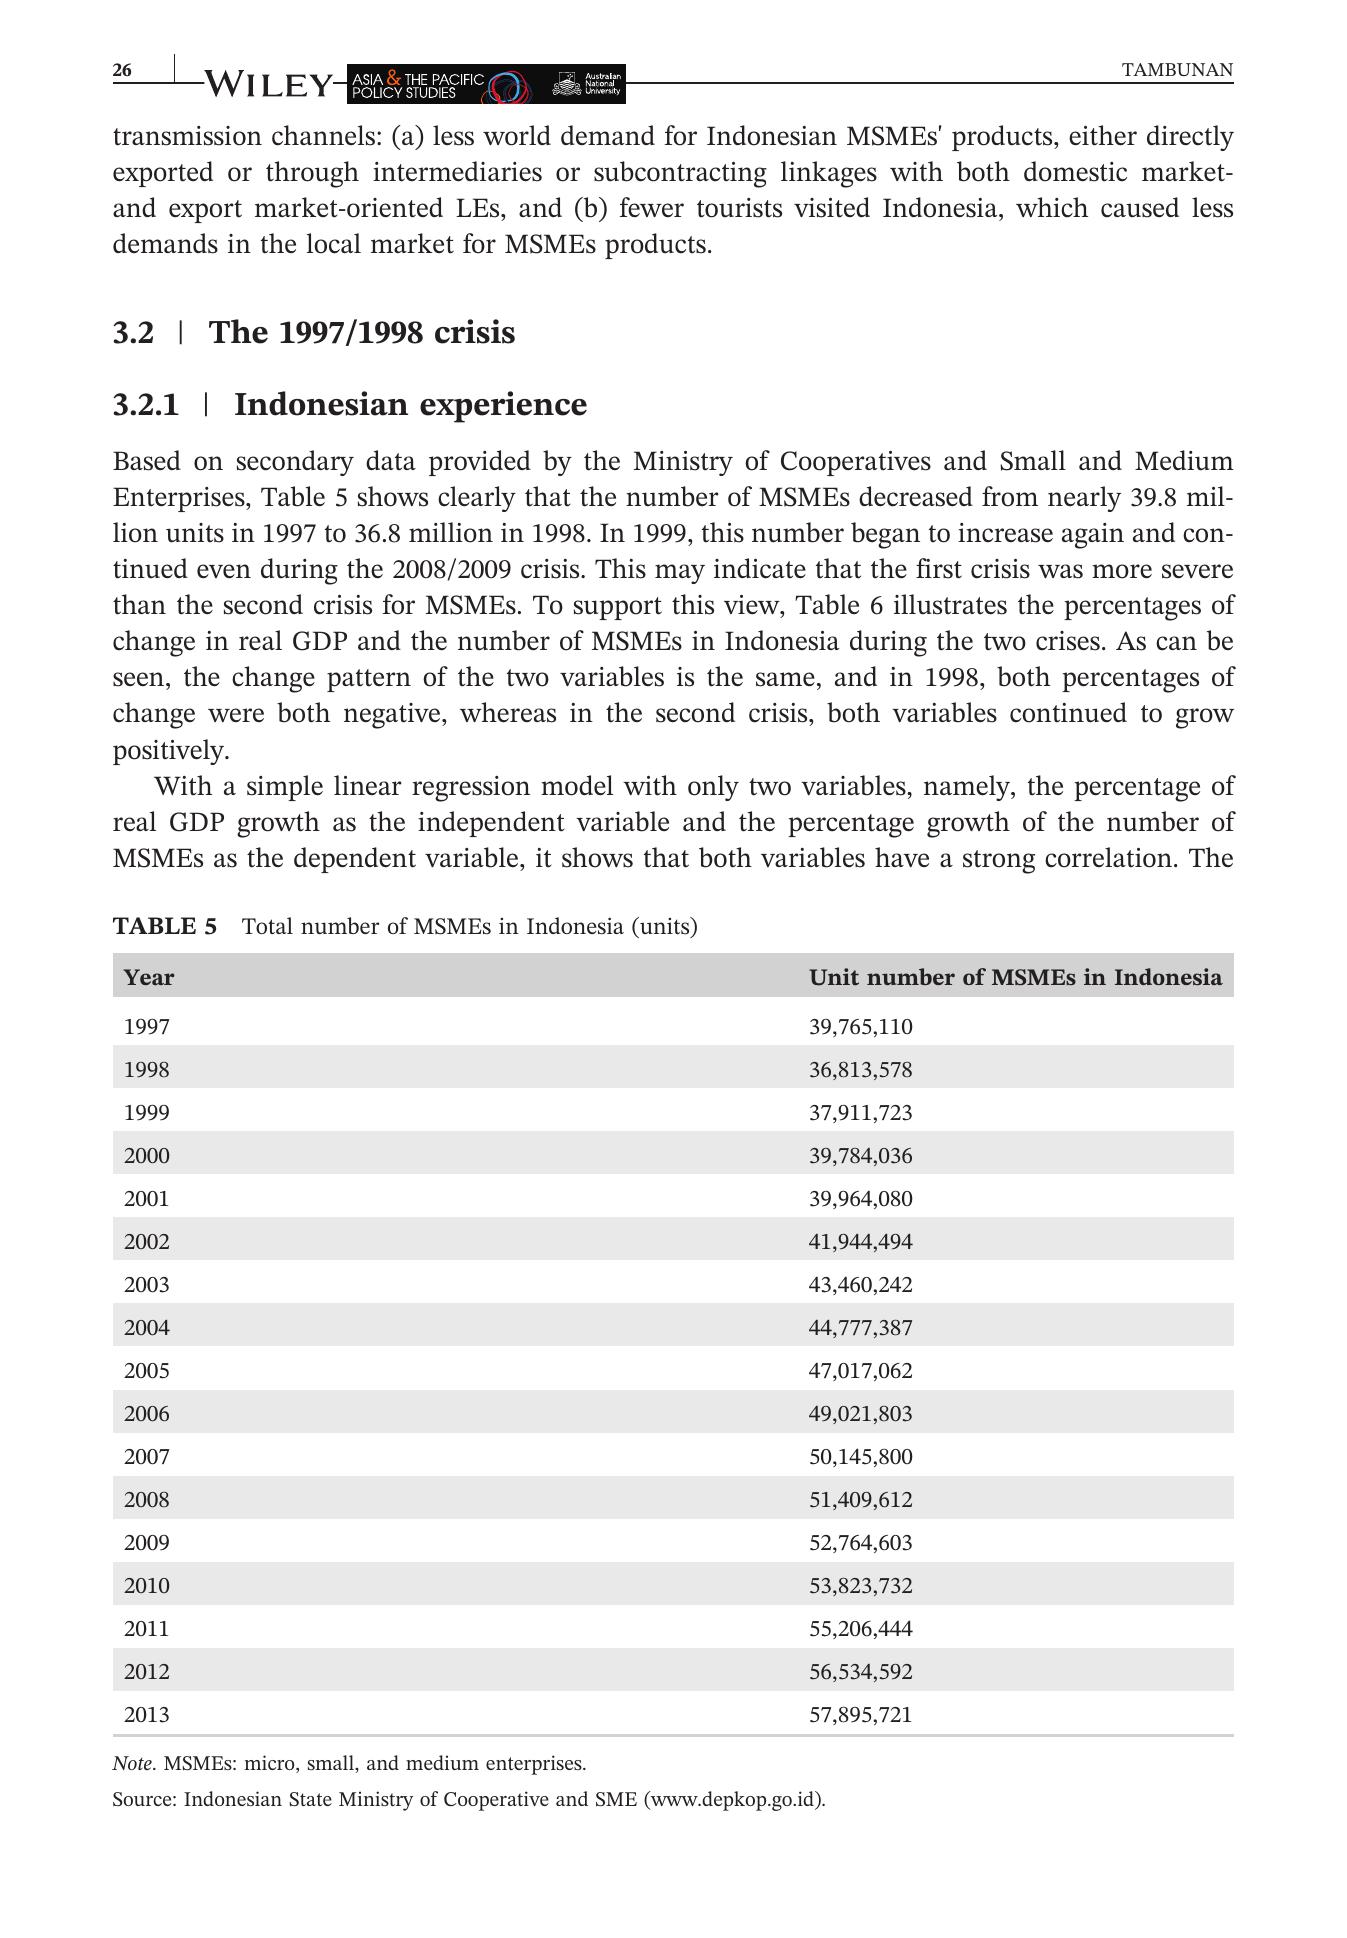 26
WILEY
ASIA & THE PACIFIC
POLICY STUDIES
Australian
National
University
TAMBUNAN
transmission channels: (a) less world demand for Indonesian MSMEs' products, either directly
exported or through intermediaries or subcontracting linkages with both domestic market-
and export market-oriented LEs, and (b) fewer tourists visited Indonesia, which caused less
demands in the local market for MSMEs products.
3.2 | The 1997/1998 crisis
3.2.1 | Indonesian experience
Based on secondary data provided by the Ministry of Cooperatives and Small and Medium
Enterprises, Table 5 shows clearly that the number of MSMEs decreased from nearly 39.8 mil-
lion units in 1997 to 36.8 million in 1998. In 1999, this number began to increase again and con-
tinued even during the 2008/2009 crisis. This may indicate that the first crisis was more severe
than the second crisis for MSMEs. To support this view, Table 6 illustrates the percentages of
change in real GDP and the number of MSMEs in Indonesia during the two crises. As can be
seen, the change pattern of the two variables is the same, and in 1998, both percentages of
change were both negative, whereas in the second crisis, both variables continued to grow
positively.
With a simple linear regression model with only two variables, namely, the percentage of
real GDP growth as the independent variable and the percentage growth of the number of
MSMEs as the dependent variable, it shows that both variables have a strong correlation. The
TABLE 5 Total number of MSMEs in Indonesia (units)
Year Unit number of MSMEs in Indonesia
1997 39,765,110
1998 36,813,578
1999 37,911,723
2000 39,784,036
2001 39,964,080
2002 41,944,494
2003 43,460,242
2004 44,777,387
2005 47,017,062
2006 49,021,803
2007 50,145,800
2008 51,409,612
2009 52,764,603
2010 53,823,732
2011 55,206,444
2012 56,534,592
2013 57,895,721
Note. MSMEs: micro, small, and medium enterprises.
Source: Indonesian State Ministry of Cooperative and SME (www.depkop.go.id).